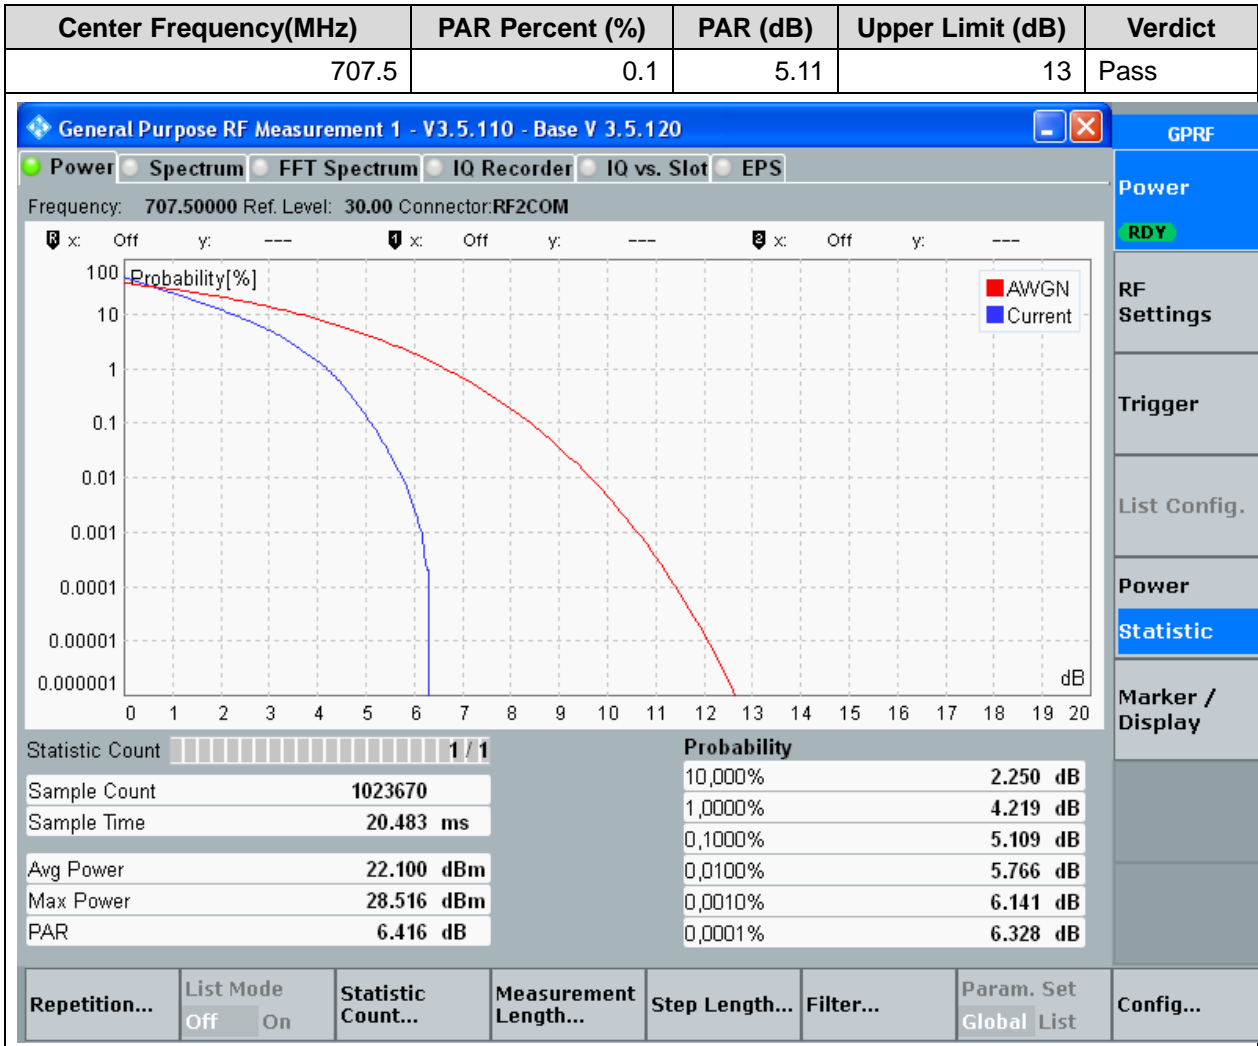 Center Frequency(MHz) PAR Percent (%) PAR (dB) Upper Limit (dB) Verdict
707.5 0.1 5.11 13 Pass
General Purpose RF Measurement 1 - V3.5.110 - Base V 3.5.120
GPRF
Power Spectrum FFT Spectrum IQ Recorder IQ vs. Slot EPS
Frequency: 707.50000 Ref. Level: 30.00 Connector:RF2COM
R x: Off y: --- 1 x: Off y: --- 2 x: Off y: ---
Probability[%]
AWGN
Current
100
10
1
0.1
0.01
0.001
0.0001
0.00001
0.000001
dB
0 1 2 3 4 5 6 7 8 9 10 11 12 13 14 15 16 17 18 19 20
Statistic Count 1 / 1
Sample Count 1023670
Sample Time 20.483 ms
Avg Power 22.100 dBm
Max Power 28.516 dBm
PAR 6.416 dB
Probability
10,000% 2.250 dB
1,0000% 4.219 dB
0,1000% 5.109 dB
0,0100% 5.766 dB
0,0010% 6.141 dB
0,0001% 6.328 dB
Power
RDY
RF
Settings
Trigger
List Config.
Power
Statistic
Marker /
Display
Repetition...
List Mode
Off On
Statistic
Count...
Measurement
Length...
Step Length...
Filter...
Param. Set
Global List
Config...